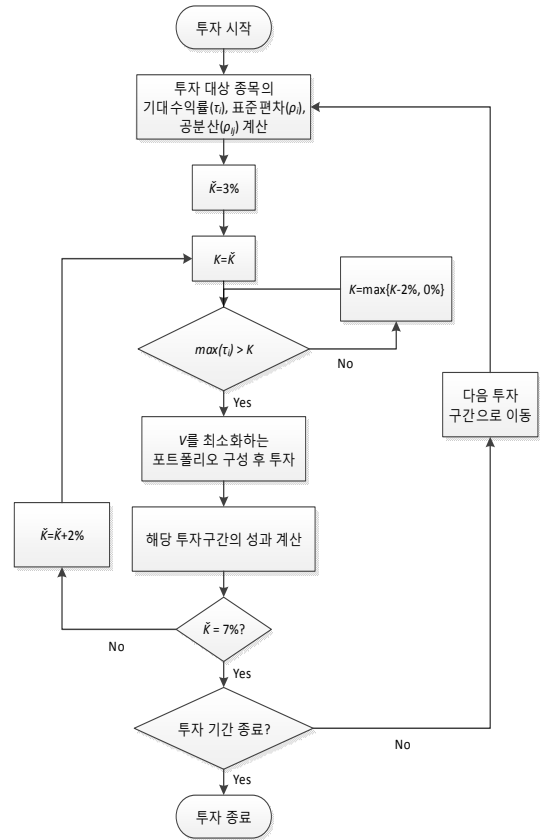 투자 시작
투자 대상 종목의
기대수익률(τi), 표준편차(ρi),
공분산(ρij) 계산
Ǩ=3%
K=Ǩ
K=max{K-2%, 0%}
max(τi) > K
No
Yes
다음 투자
구간으로 이동
V를 최소화하는
포트폴리오 구성 후 투자
Ǩ=Ǩ+2%
해당 투자구간의 성과 계산
Ǩ = 7%?
No
Yes
투자 기간 종료?
No
Yes
투자 종료